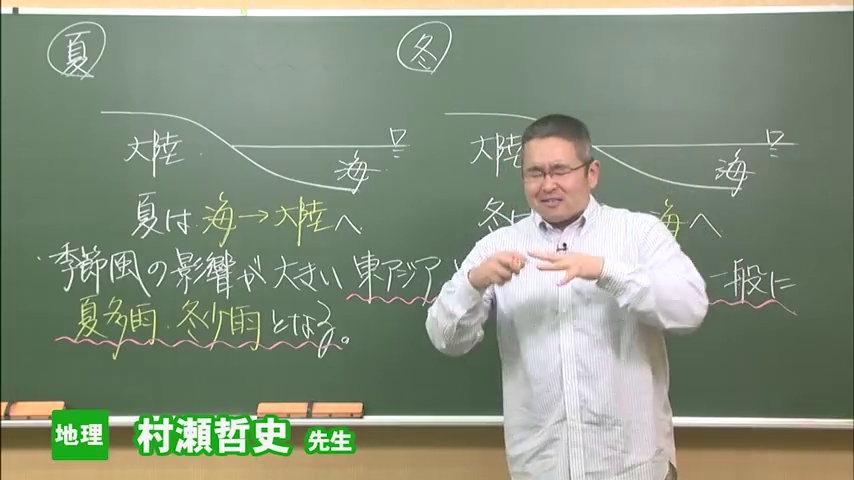 夏
冬
大陸 海
大陸 海
夏は 海→大陸へ
冬は 海へ
・季節風の影響が大きい 東アジア 一般に
夏多雨・冬少雨となる。
地理 村瀬哲史 先生